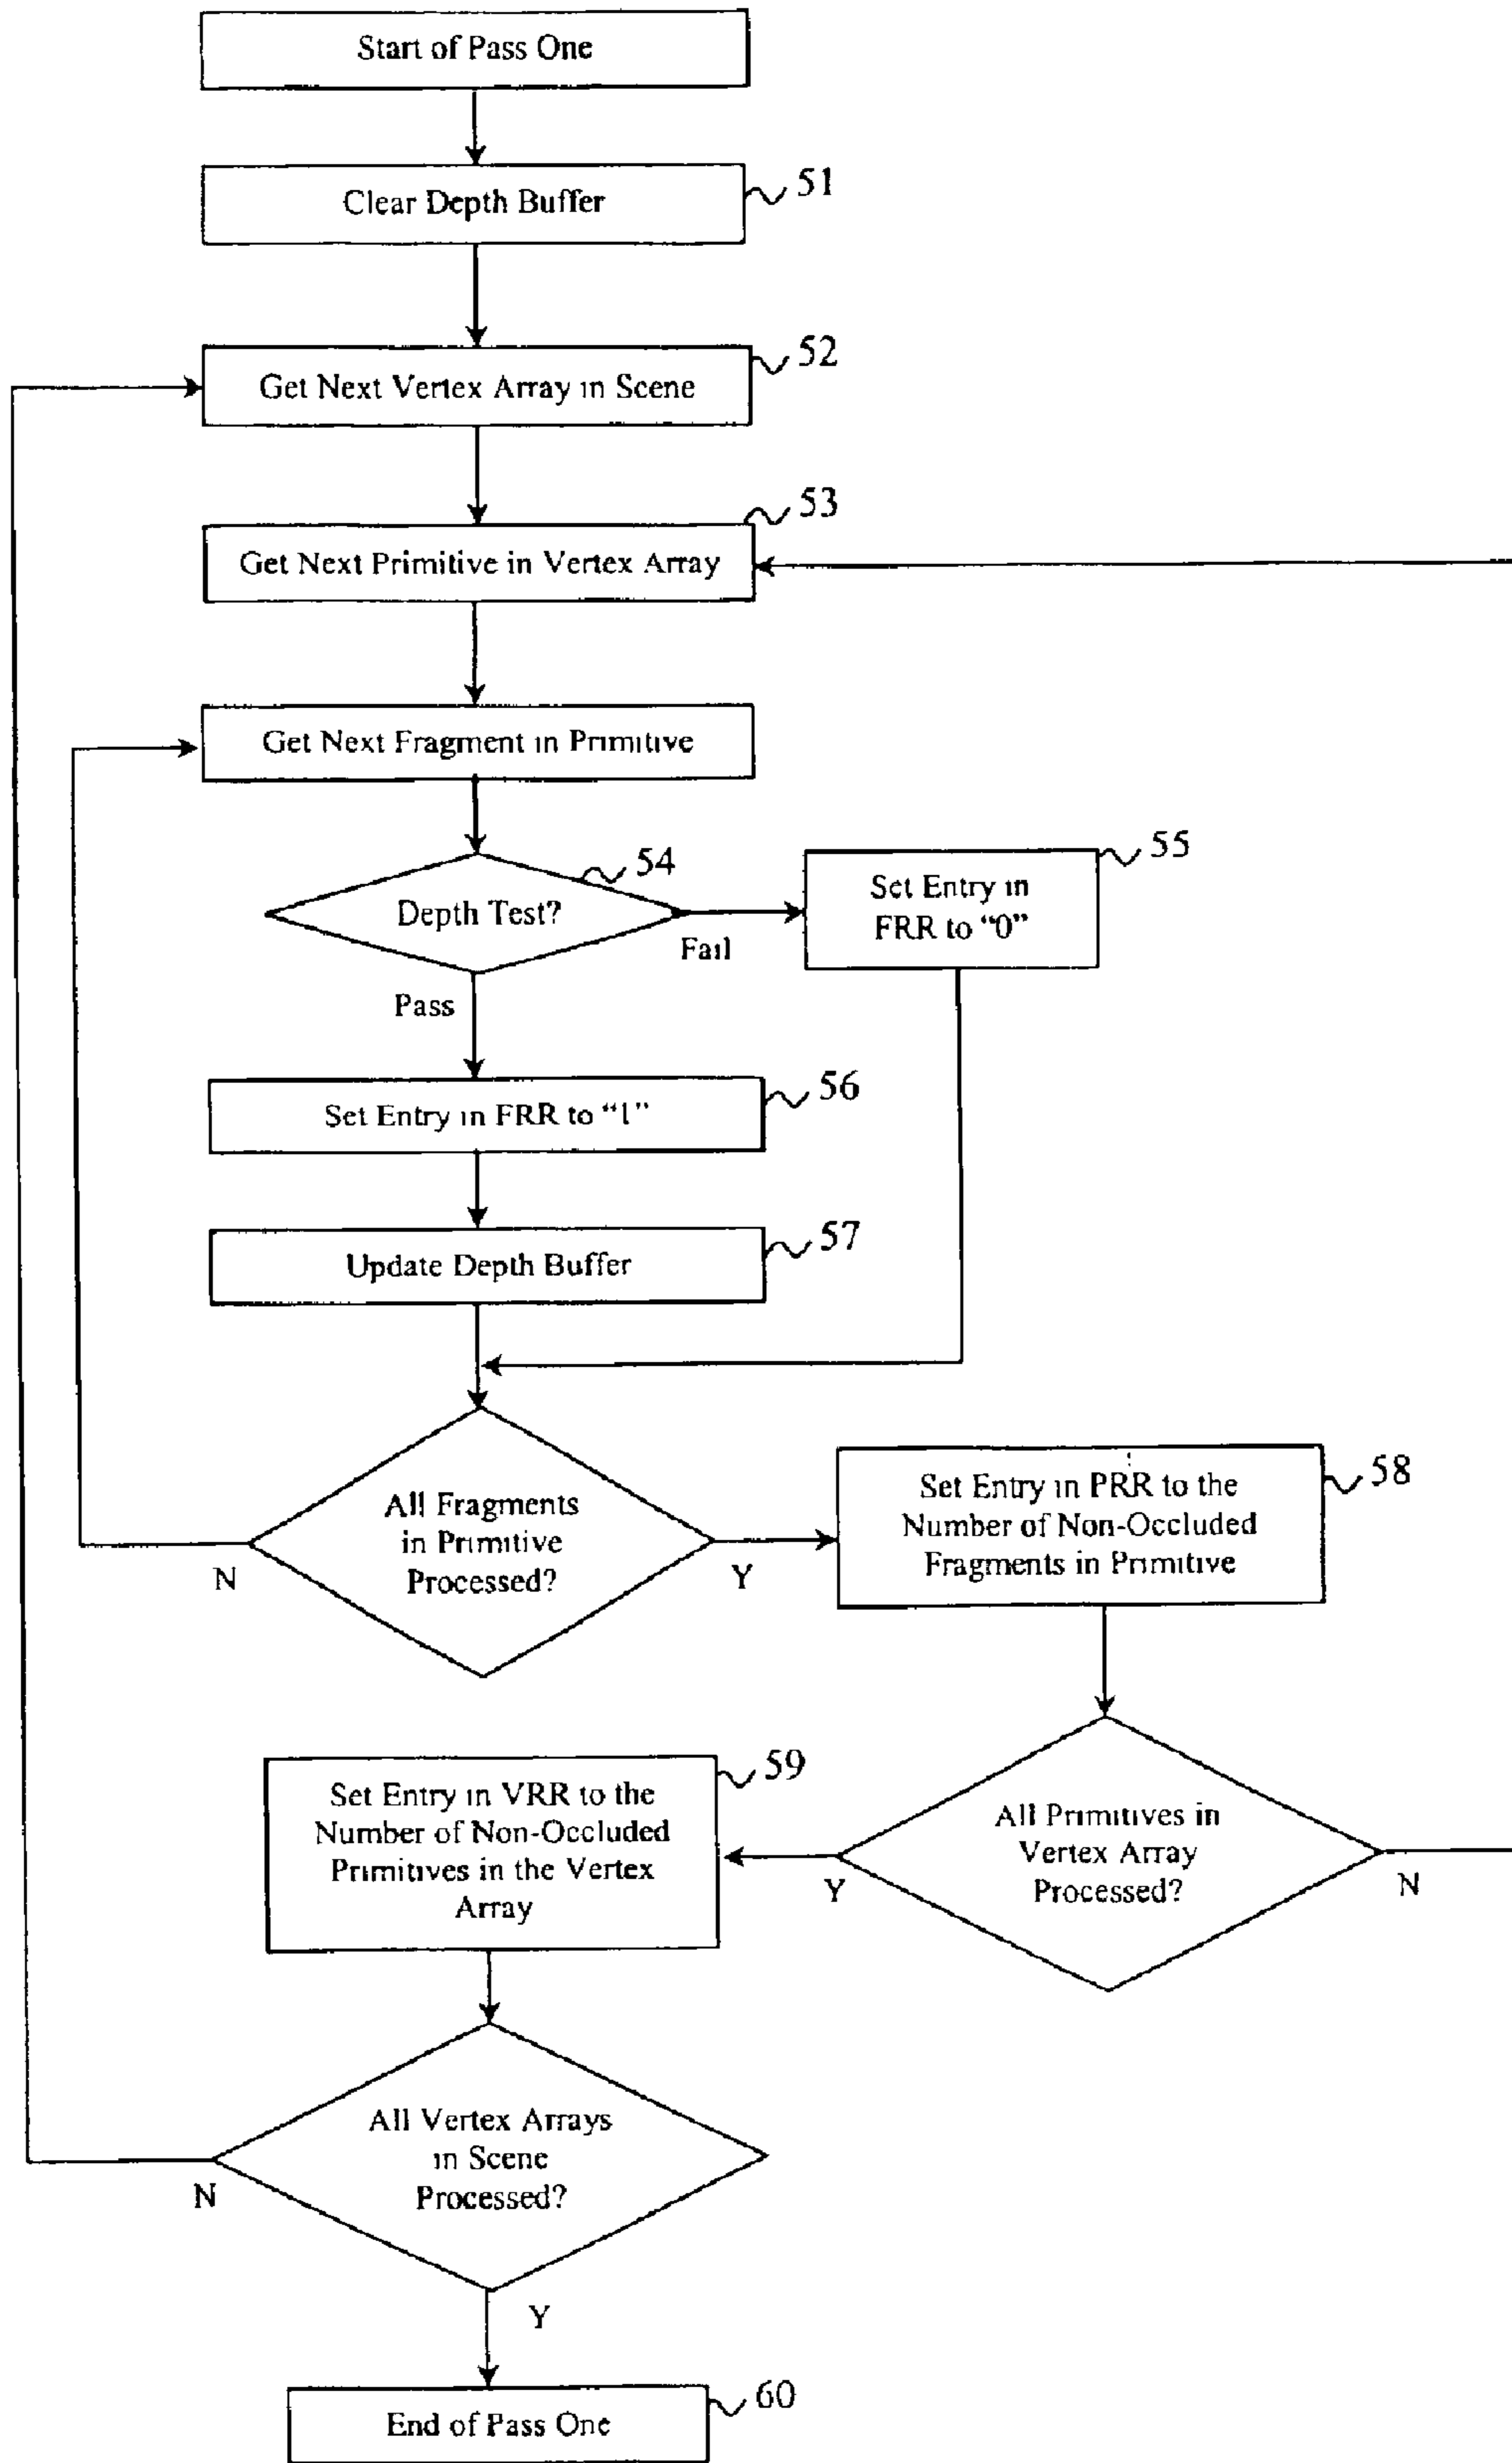 Start of Pass One
51
Clear Depth Buffer
52
Get Next Vertex Array in Scene
53
Get Next Primitive in Vertex Array
Get Next Fragment in Primitive
54
Depth Test?
Fail
55
Set Entry in
FRR to “0”
Pass
56
Set Entry in FRR to “1”
57
Update Depth Buffer
All Fragments
in Primitive
Processed?
N
Y
58
Set Entry in PRR to the
Number of Non-Occluded
Fragments in Primitive
59
Set Entry in VRR to the
Number of Non-Occluded
Primitives in the Vertex
Array
All Primitives in
Vertex Array
Processed?
Y
N
All Vertex Arrays
in Scene
Processed?
N
Y
60
End of Pass One